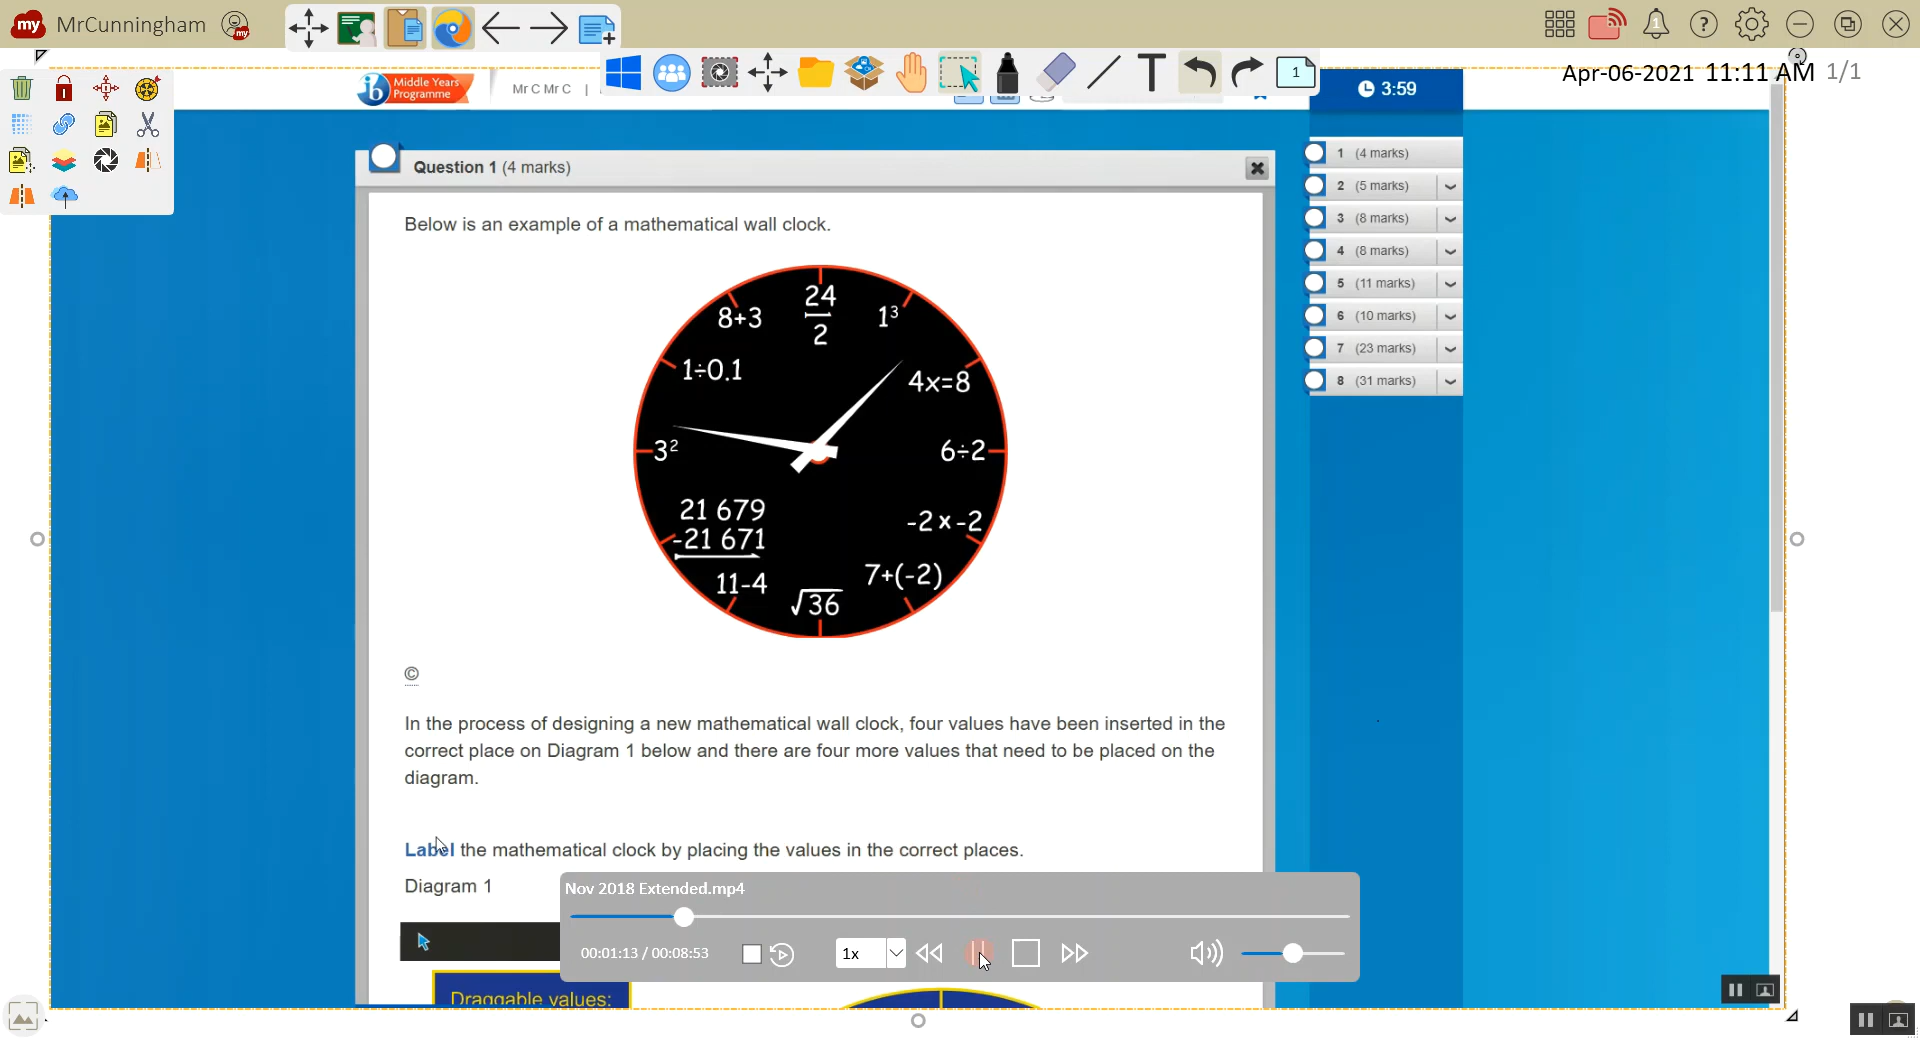 my MrCunningham
my
1
?
1
Apr-06-2021 11:11 AM 1/1
Middle Years
Programme
Mr C Mr C |
3:59
Question 1 (4 marks)
1 (4 marks)
2 (5 marks)
3 (8 marks)
4 (8 marks)
5 (11 marks)
6 (10 marks)
7 (23 marks)
8 (31 marks)
Below is an example of a mathematical wall clock.
24
2
1³
4x=8
6÷2
-2 x -2
7+(-2)
√36
11-4
21 679
-21 671
3²
1÷0.1
8+3
©
In the process of designing a new mathematical wall clock, four values have been inserted in the
correct place on Diagram 1 below and there are four more values that need to be placed on the
diagram.
Label the mathematical clock by placing the values in the correct places.
Diagram 1
Nov 2018 Extended.mp4
00:01:13 / 00:08:53
1x
Draggable values: